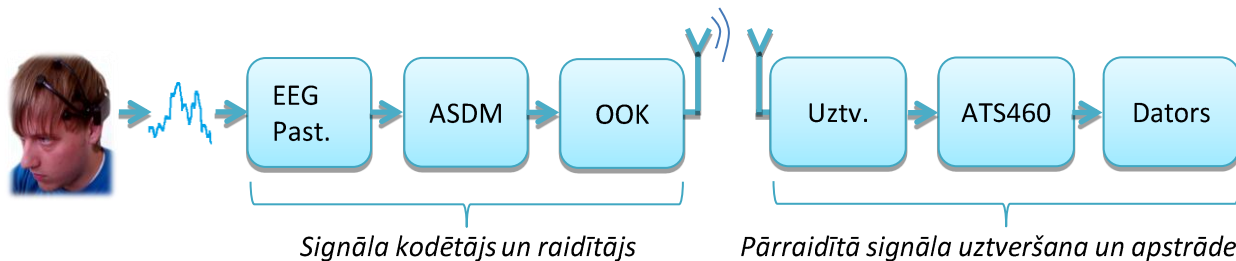 EEG
Past.
ASDM
OOK
Uztv.
ATS460
Dators
Signāla kodētājs un raidītājs
Pārraidītā signāla uztveršana un apstrāde